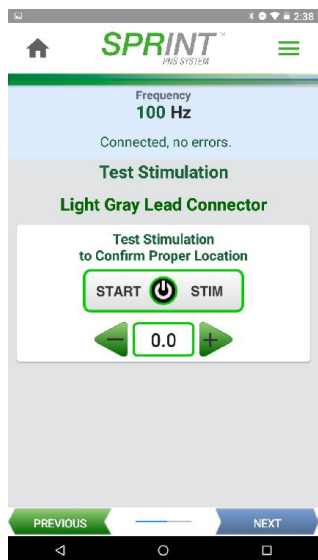 2:38
SPRINT™
PNS SYSTEM
Frequency
100 Hz
Connected, no errors.
Test Stimulation
Light Gray Lead Connector
Test Stimulation
to Confirm Proper Location
START STIM
0.0
PREVIOUS NEXT